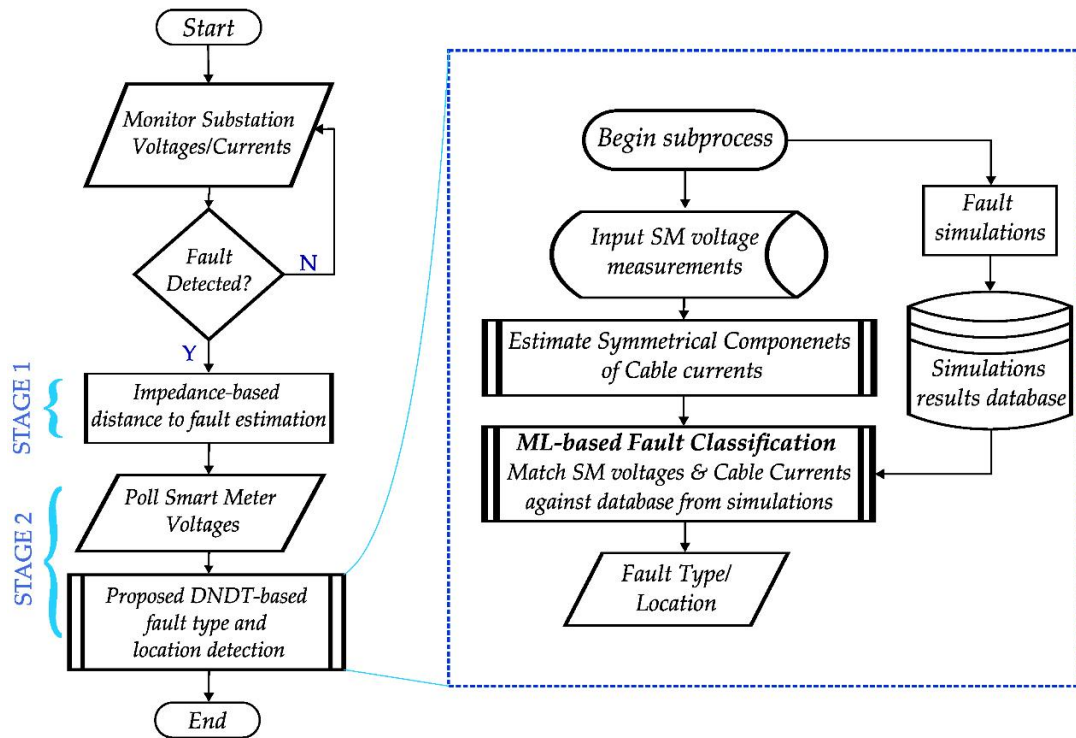 Start
Monitor Substation
Voltages/Currents
Fault
Detected?
N
Y
STAGE 1
Impedance-based
distance to fault estimation
STAGE 2
Poll Smart Meter
Voltages
Proposed DNDT-based
fault type and
location detection
End
Begin subprocess
Fault
simulations
Input SM voltage
measurements
Simulations
results database
Estimate Symmetrical Componenets
of Cable currents
ML-based Fault Classification
Match SM voltages & Cable Currents
against database from simulations
Fault Type/
Location